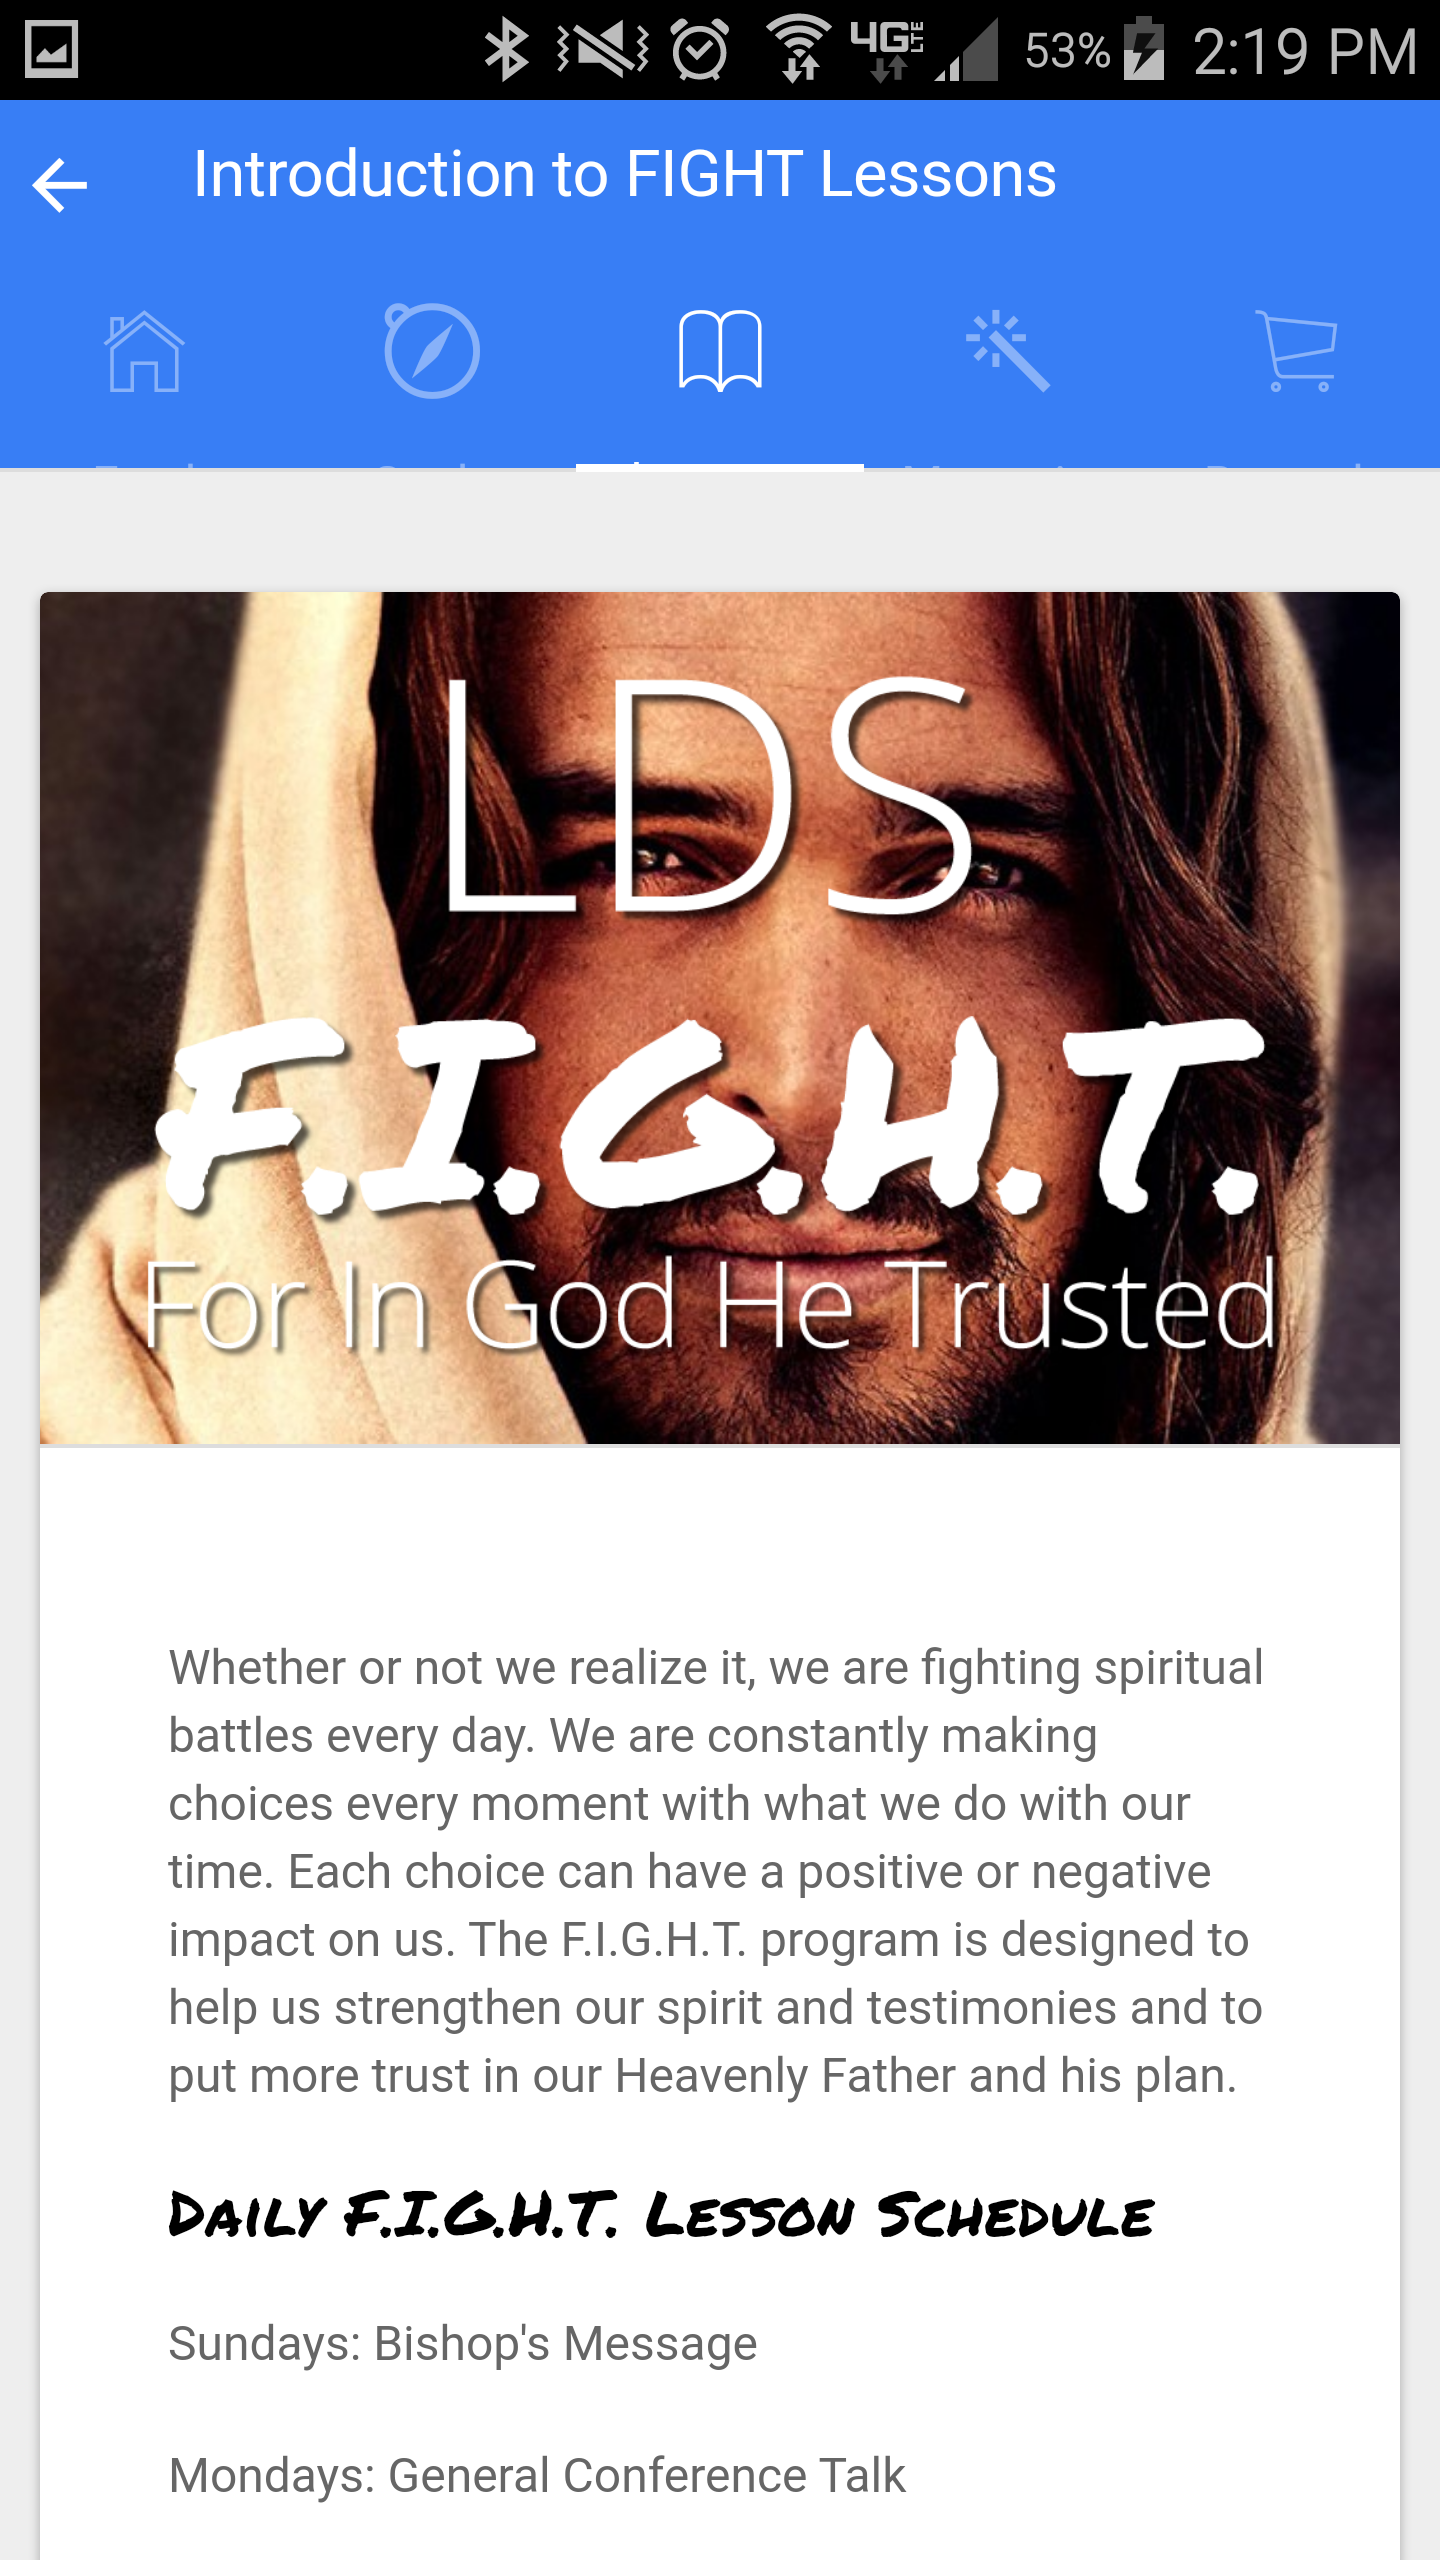 4G LTE 53% 2:19 PM
Introduction to FIGHT Lessons
LDS
F.I.G.H.T.
For In God He Trusted
Whether or not we realize it, we are fighting spiritual
battles every day. We are constantly making
choices every moment with what we do with our
time. Each choice can have a positive or negative
impact on us. The F.I.G.H.T. program is designed to
help us strengthen our spirit and testimonies and to
put more trust in our Heavenly Father and his plan.
Daily F.I.G.H.T. Lesson Schedule
Sundays: Bishop's Message
Mondays: General Conference Talk